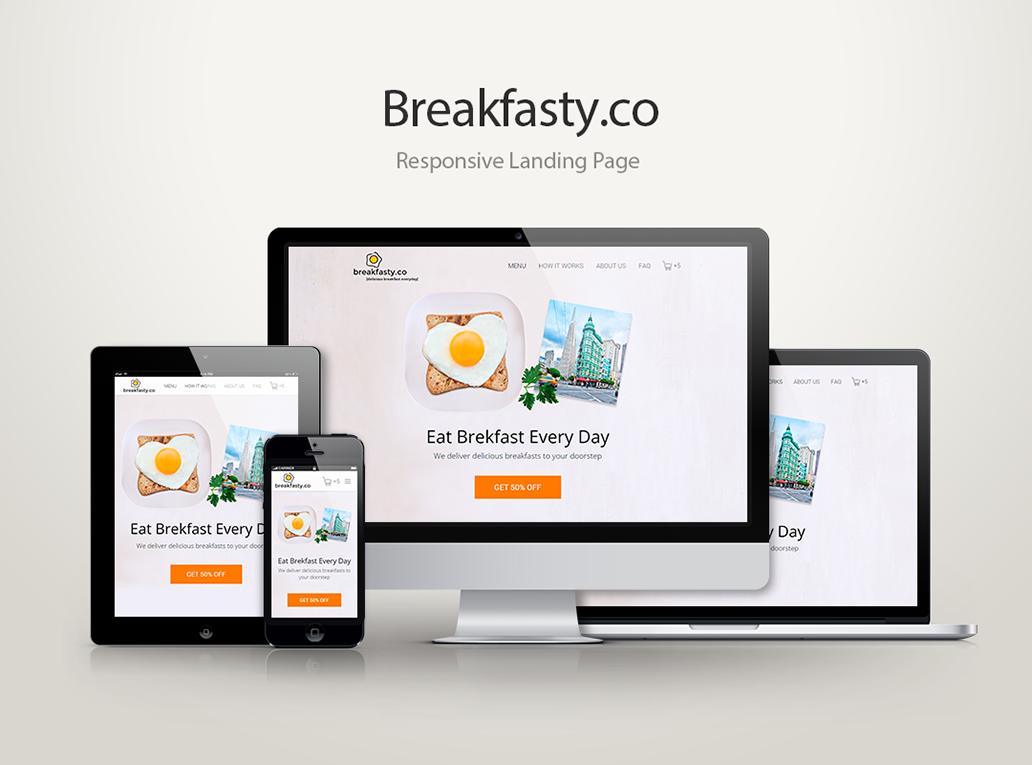 Breakfasty.co
Responsive Landing Page
breakfasty.co
[delicious breakfast everyday]
MENU HOW IT WORKS ABOUT US FAQ +5
Eat Brekfast Every Day
We deliver delicious breakfasts to your doorstep
GET 50% OFF
breakfasty.co
MENU HOW IT WORKS ABOUT US FAQ +5
Eat Brekfast Every D
We deliver delicious breakfasts to your door
GET 50% OFF
CARRIER
breakfasty.co
+5
Eat Brekfast Every Day
We deliver delicious breakfasts to your
doorstep
GET 50% OFF
ORKS ABOUT US FAQ +5
y Day
doorstep